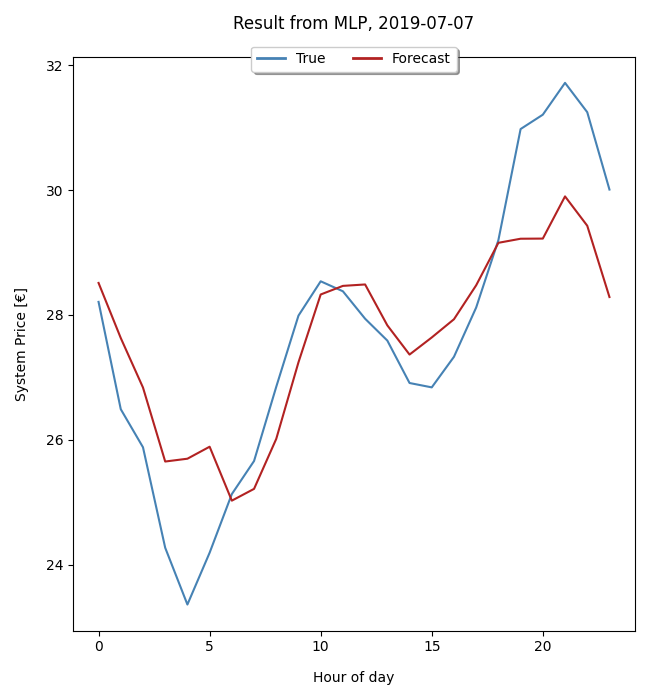 Result from MLP, 2019-07-07
True Forecast
32
30
28
26
24
System Price [€]
0 5 10 15 20
Hour of day